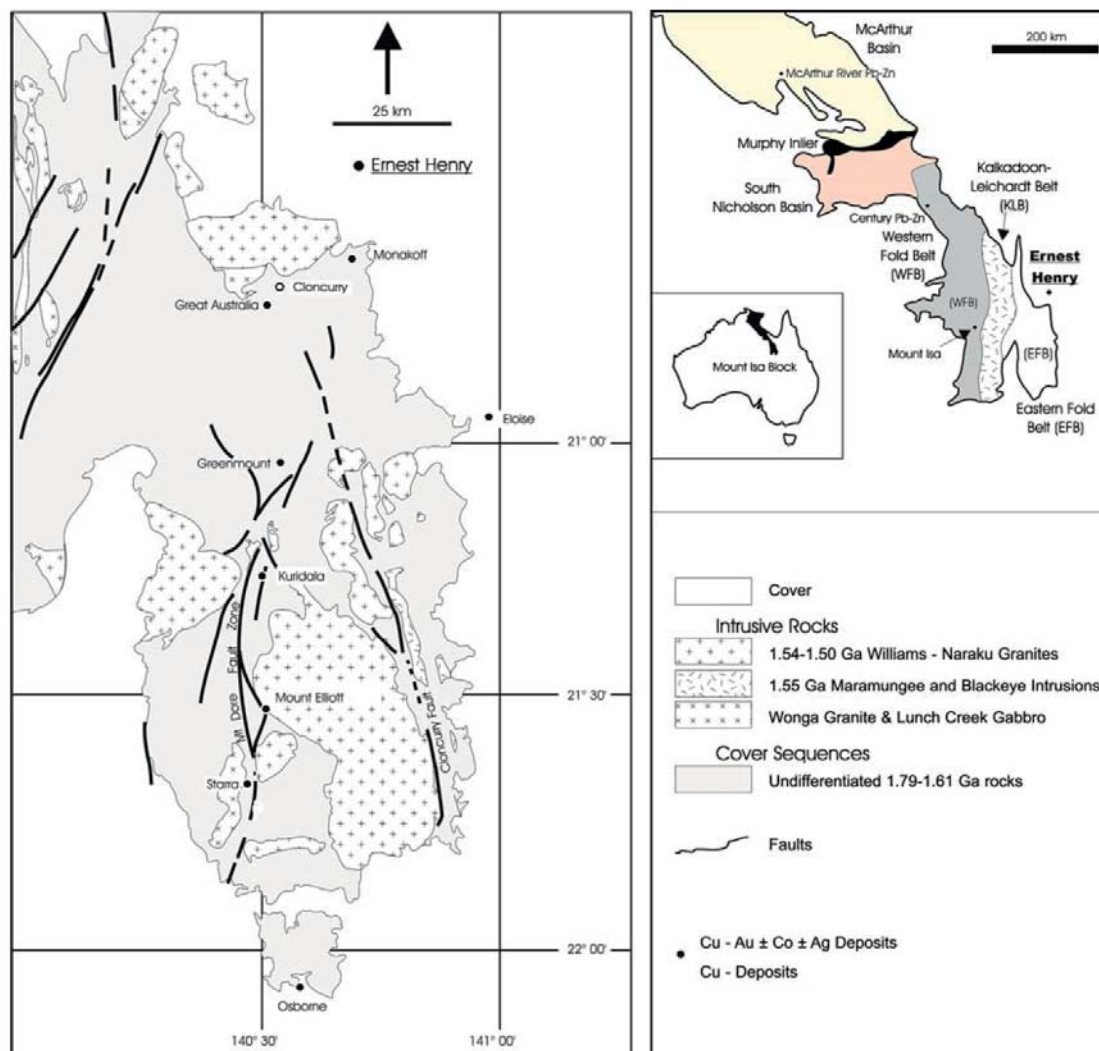 25 km
Ernest Henry
Monakoff
Cloncurry
Great Australia
Eloise
21° 00'
Greenmount
Kuridala
Mt Dore Fault Zone
21° 30'
Mount Elliott
Cloncurry Fault
Starra
22° 00'
Osborne
140° 30'
141° 00'
McArthur
Basin
200 km
McArthur River Pb-Zn
Murphy Inlier
Kalkadoon-
Leichardt Belt
(KLB)
South
Nicholson Basin
Century Pb-Zn
Western
Fold Belt
(WFB)
Ernest
Henry
(WFB)
Mount Isa
(EFB)
Mount Isa Block
Eastern Fold
Belt (EFB)
Cover
Intrusive Rocks
1.54-1.50 Ga Williams - Naraku Granites
1.55 Ga Maramungee and Blackeye Intrusions
Wonga Granite & Lunch Creek Gabbro
Cover Sequences
Undifferentiated 1.79-1.61 Ga rocks
Faults
Cu - Au ± Co ± Ag Deposits
Cu - Deposits